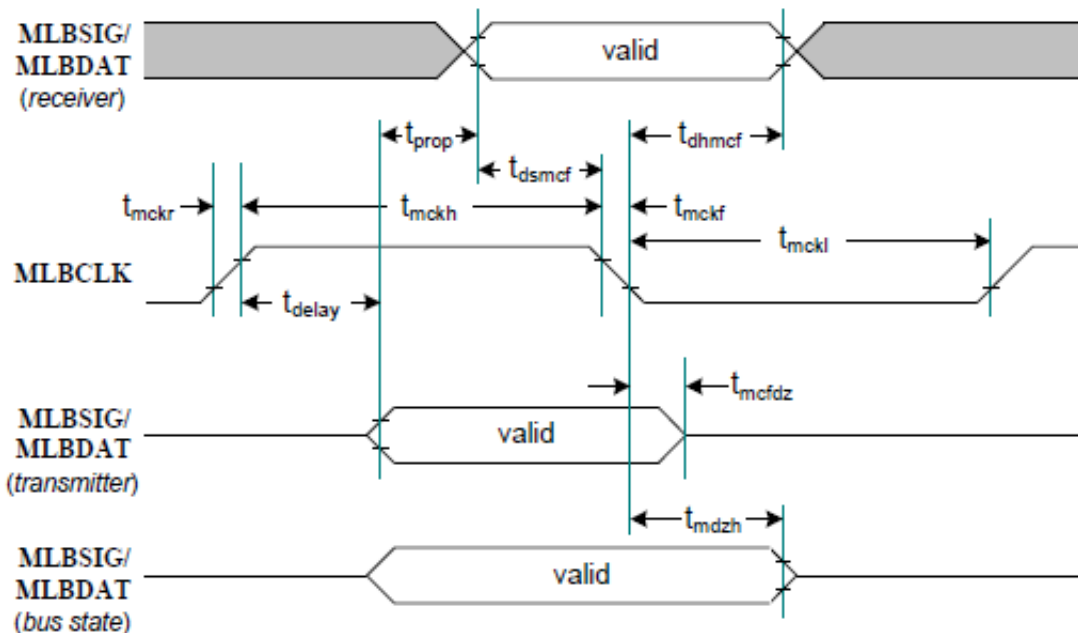 MLBSIG/
MLBDAT
(receiver)
valid
tprop
tdhmcf
tdsmcf
tmckr
tmckh
tmckf
tmckl
MLBCLK
tdelay
tmcfdz
MLBSIG/
MLBDAT
(transmitter)
valid
tmdzh
MLBSIG/
MLBDAT
(bus state)
valid